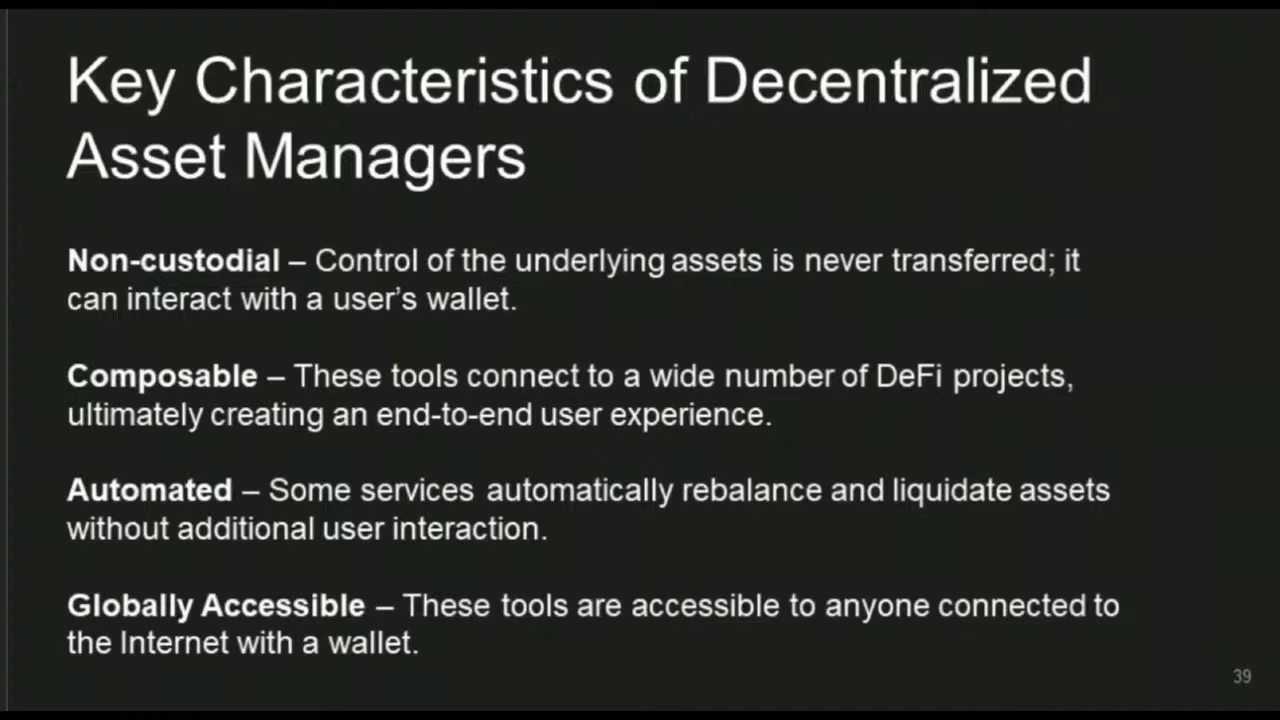 Key Characteristics of Decentralized
Asset Managers
Non-custodial – Control of the underlying assets is never transferred; it
can interact with a user’s wallet.
Composable – These tools connect to a wide number of DeFi projects,
ultimately creating an end-to-end user experience.
Automated – Some services automatically rebalance and liquidate assets
without additional user interaction.
Globally Accessible – These tools are accessible to anyone connected to
the Internet with a wallet.
39